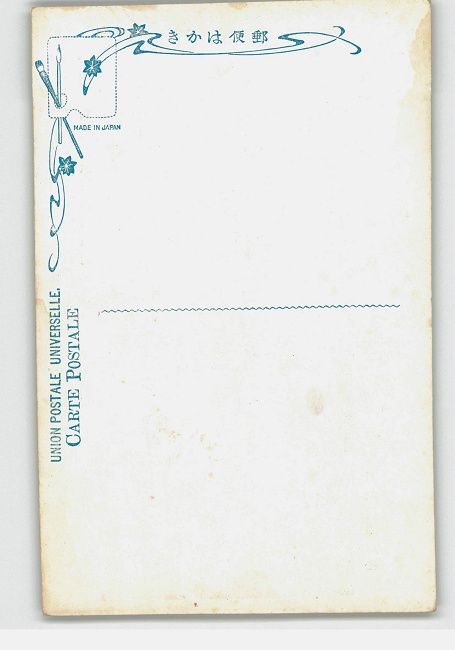 きかは便郵
MADE IN JAPAN
UNION POSTALE UNIVERSELLE.
CARTE POSTALE